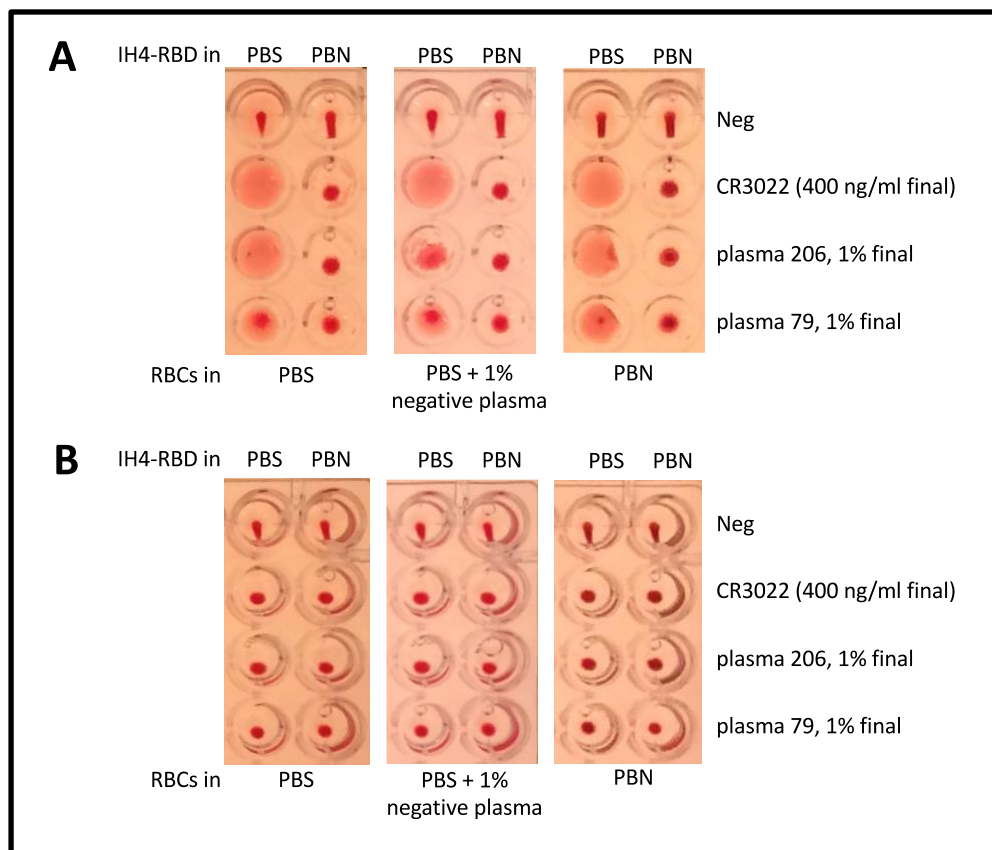 A
IH4-RBD in PBS PBN PBS PBN PBS PBN
Neg
CR3022 (400 ng/ml final)
plasma 206, 1% final
plasma 79, 1% final
RBCs in PBS PBS + 1% PBN
negative plasma
B
IH4-RBD in PBS PBN PBS PBN PBS PBN
Neg
CR3022 (400 ng/ml final)
plasma 206, 1% final
plasma 79, 1% final
RBCs in PBS PBS + 1% PBN
negative plasma